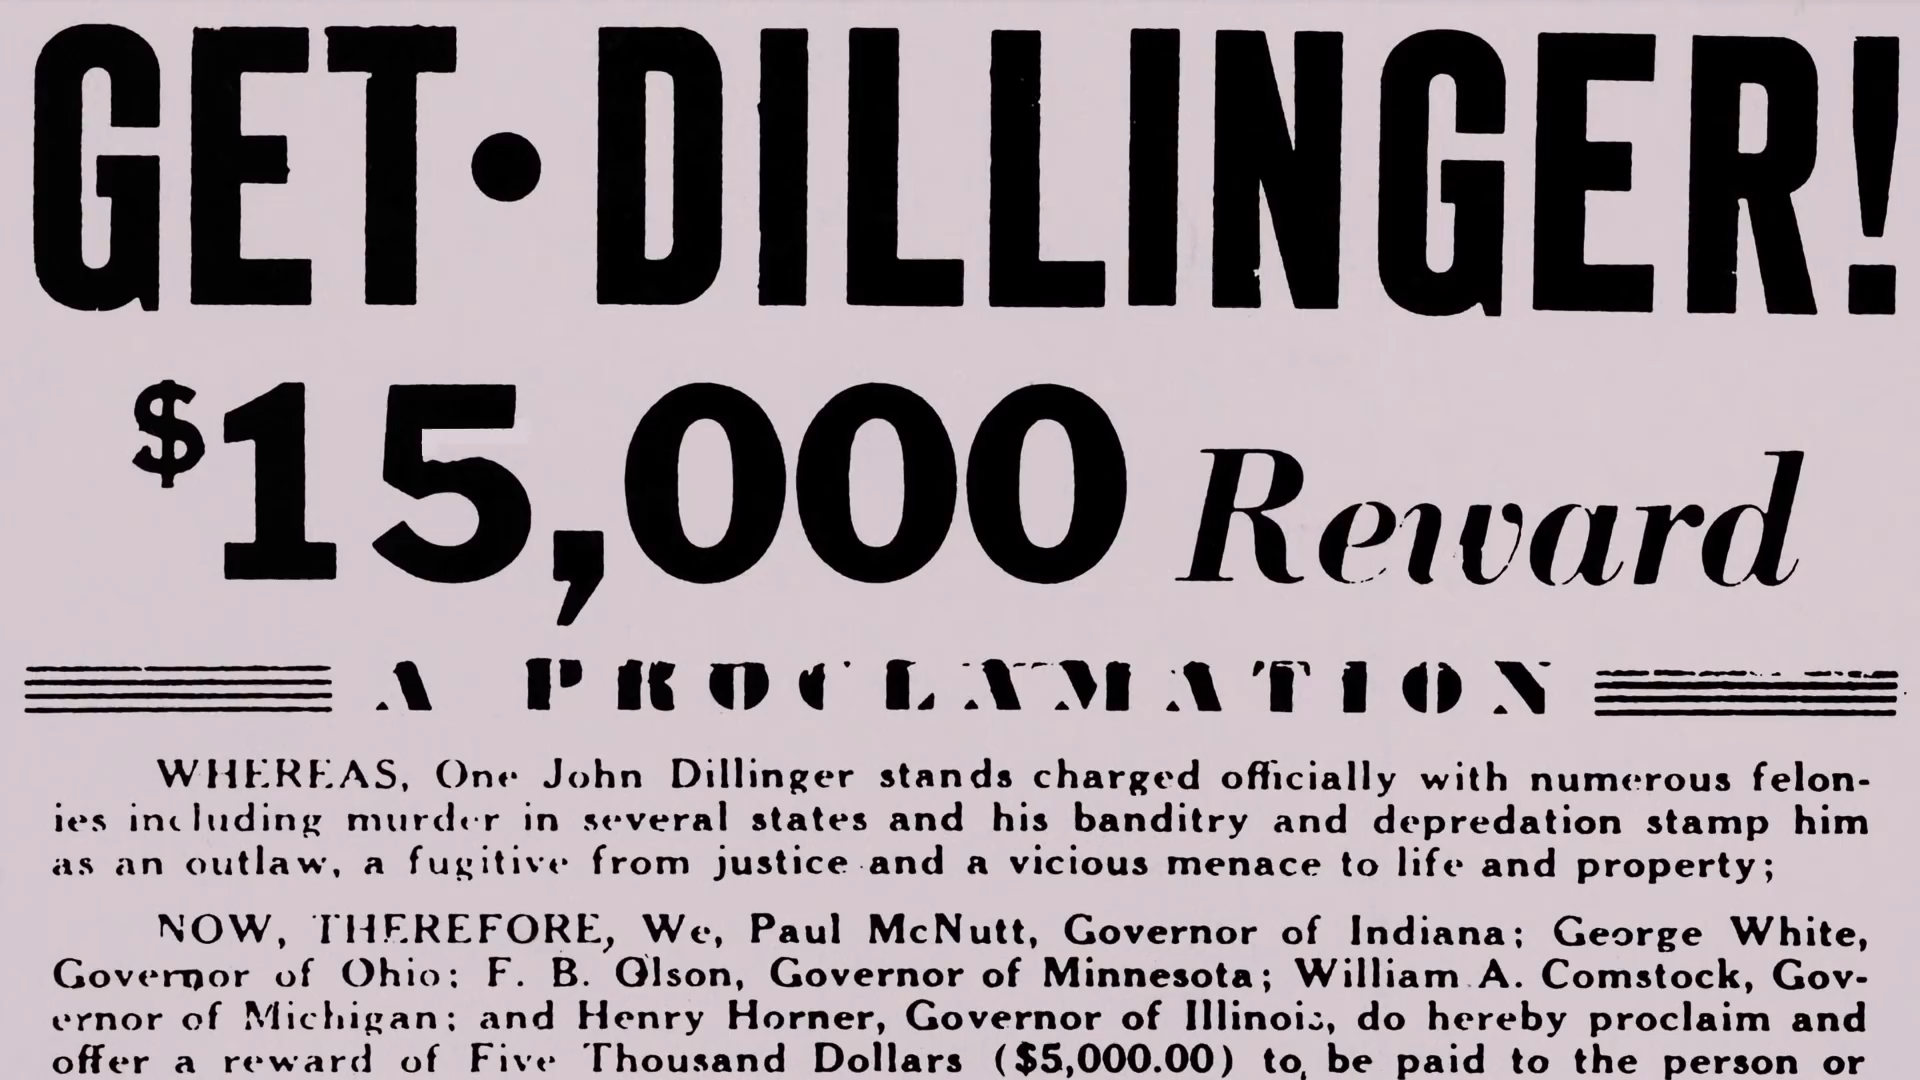 GET • DILLINGER!
$15,000 Reward
A PROCLAMATION
WHEREAS, One John Dillinger stands charged officially with numerous felon-
ies including murder in several states and his banditry and depredation stamp him
as an outlaw, a fugitive from justice and a vicious menace to life and property;
NOW, THEREFORE, We, Paul McNutt, Governor of Indiana; George White,
Governor of Ohio; F. B. Olson, Governor of Minnesota; William A. Comstock, Gov-
ernor of Michigan; and Henry Horner, Governor of Illinois, do hereby proclaim and
offer a reward of Five Thousand Dollars ($5,000.00) to be paid to the person or